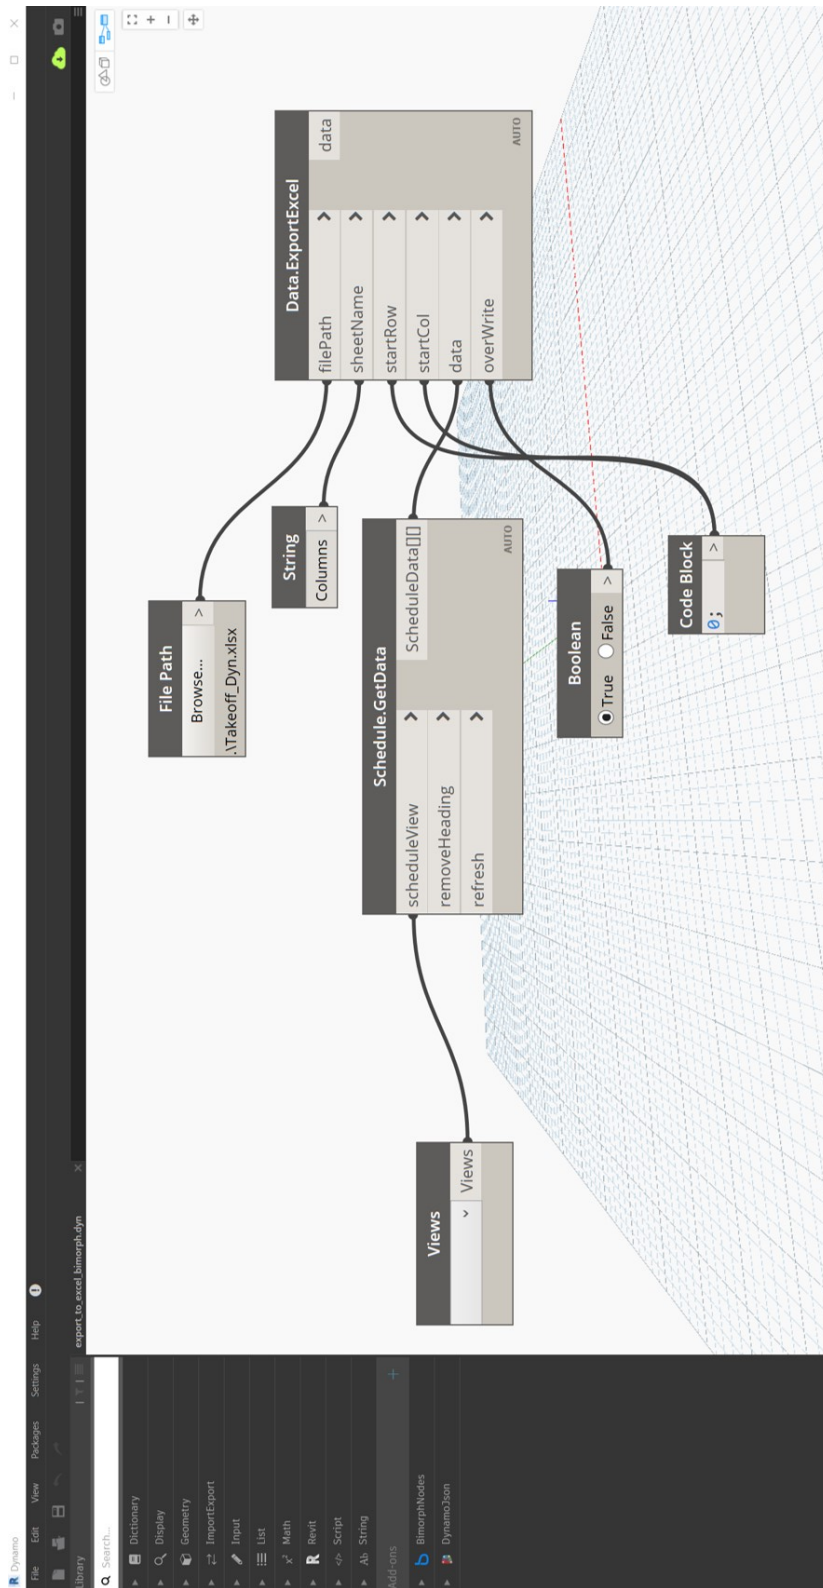 Dynamo
File Edit View Packages Settings Help
Library
export_to_excel_bimorph.dyn
Search...
Dictionary
Display
Geometry
ImportExport
Input
List
Math
Revit
Script
String
Add-ons
BimorphNodes
DynamoJson
Views
Views
Schedule.GetData
scheduleView
removeHeading
refresh
ScheduleData[][]
AUTO
File Path
Browse...
>
.\Takeoff_Dyn.xlsx
String
Columns >
Boolean
True False >
Code Block
0; >
Data.ExportExcel
filePath >
sheetName >
startRow >
startCol >
data >
overWrite >
data
AUTO